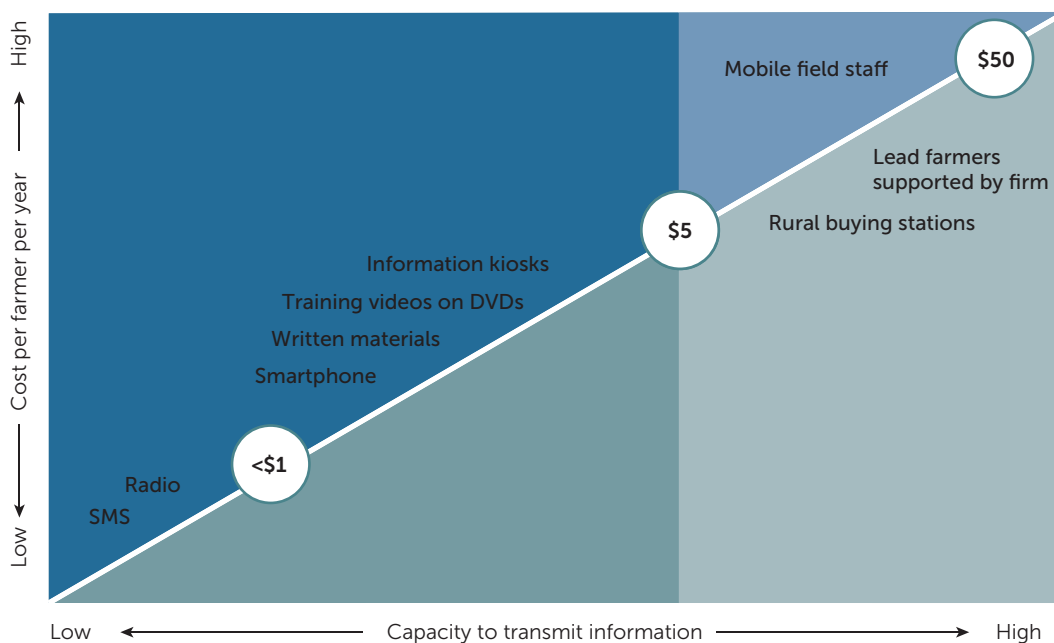 High
Cost per farmer per year
Low
Mobile field staff
$50
Lead farmers
supported by firm
$5
Rural buying stations
Information kiosks
Training videos on DVDs
Written materials
Smartphone
<$1
Radio
SMS
Low
Capacity to transmit information
High